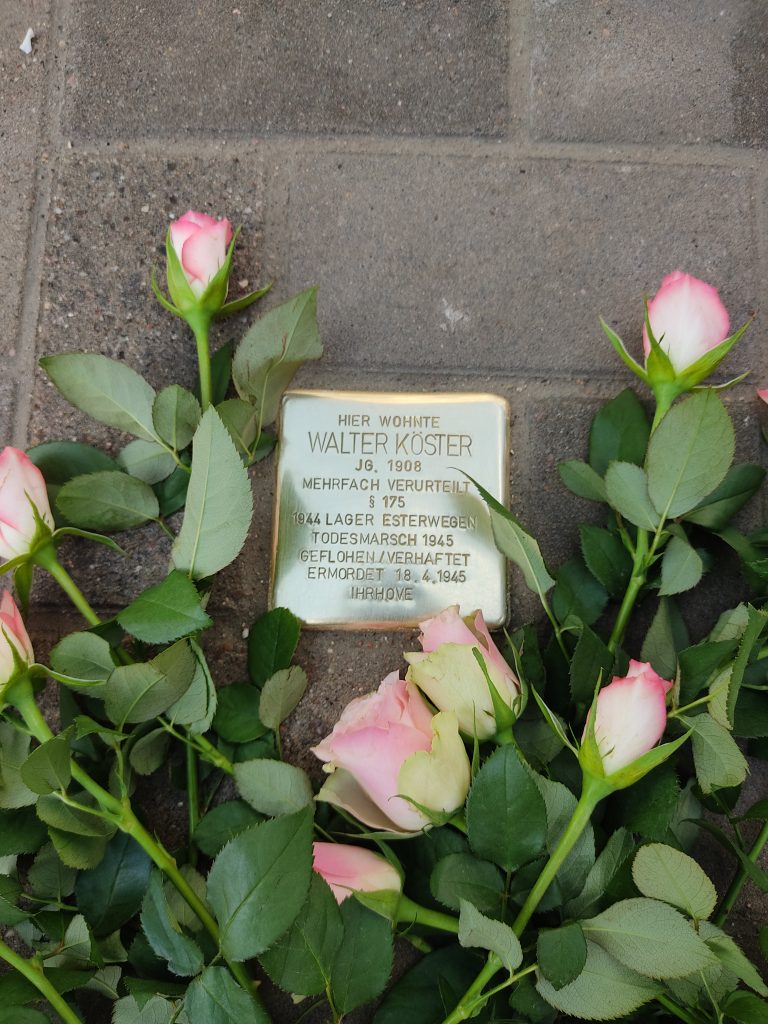 HIER WOHNTE
WALTER KÖSTER
JG. 1908
MEHRFACH VERURTEILT
§ 175
1944 LAGER ESTERWEGEN
TODESMARSCH 1945
GEFLOHEN/VERHAFTET
ERMORDET 18.4.1945
IHRHOVE